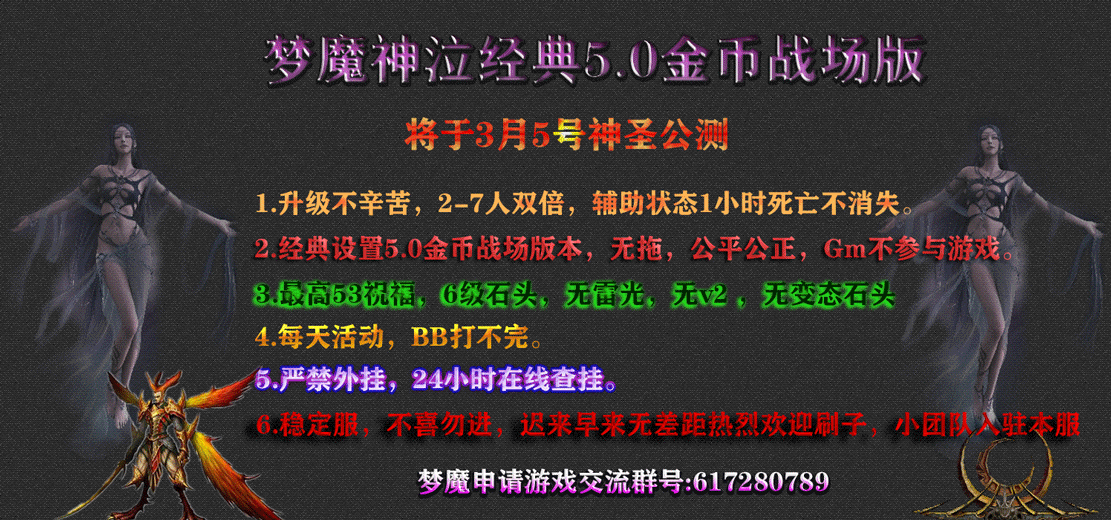 梦魔神泣经典5.0金币战场版
将于3月5号神圣公测
1.升级不辛苦，2-7人双倍，辅助状态1小时死亡不消失。
2.经典设置5.0金币战场版本，无拖，公平公正，Gm不参与游戏。
3.最高53祝福，6级石头，无雷光，无v2，无变态石头
4.每天活动，BB打不完。
5.严禁外挂，24小时在线查挂。
6.稳定服，不喜勿进，迟来早来无差距热烈欢迎刷子，小团队入驻本服
梦魔申请游戏交流群号:617280789